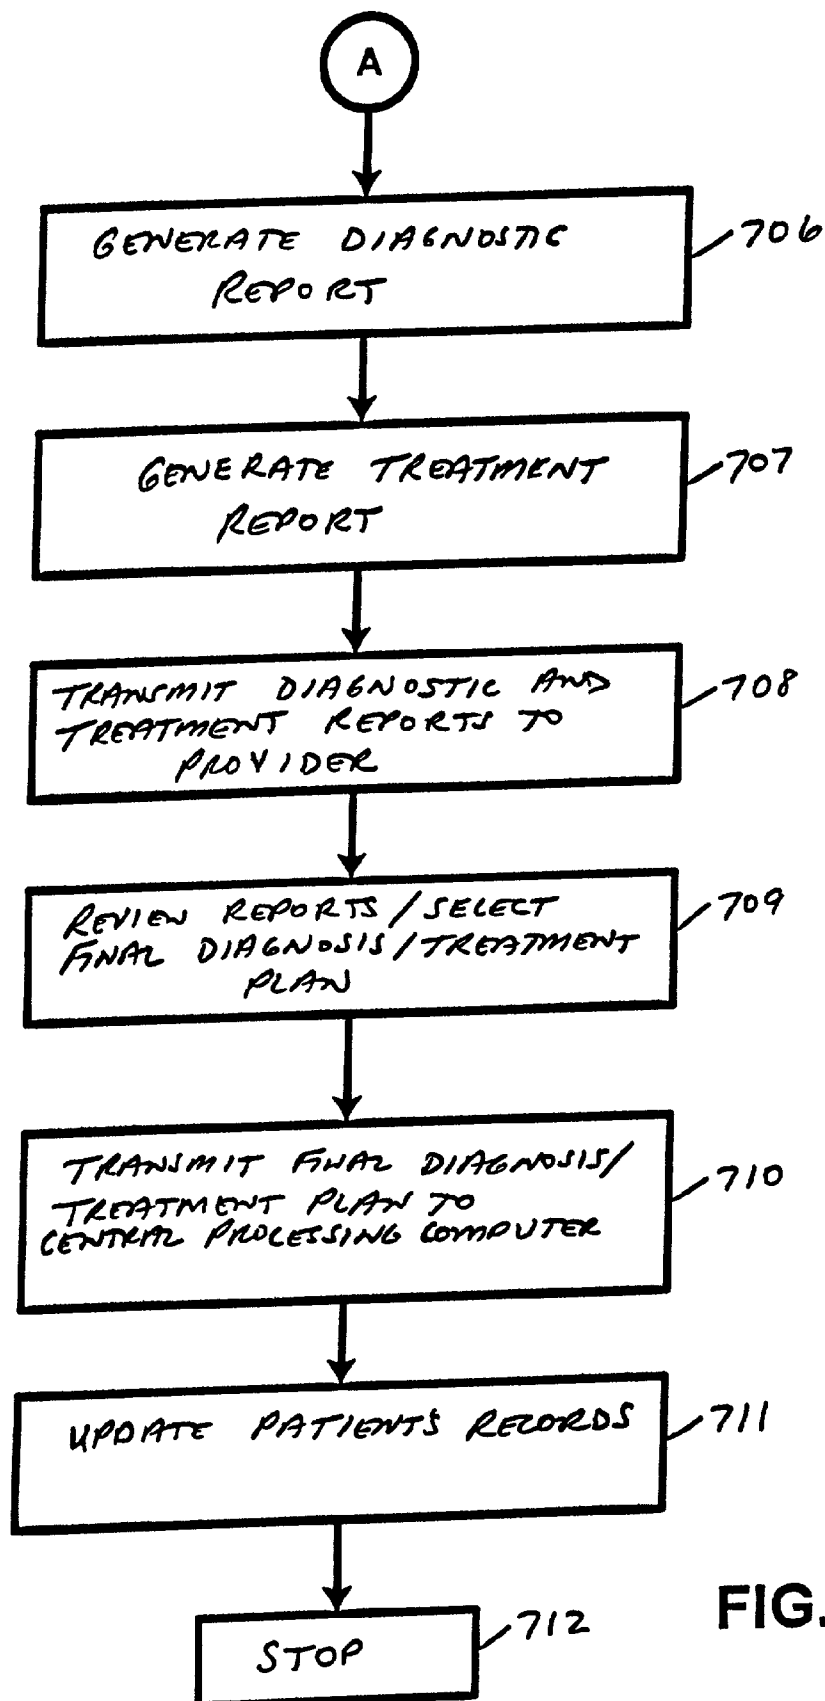 A
GENERATE DIAGNOSTIC
REPORT
706
GENERATE TREATMENT
REPORT
707
TRANSMIT DIAGNOSTIC AND
TREATMENT REPORTS TO
PROVIDER
708
REVIEW REPORTS/SELECT
FINAL DIAGNOSIS/TREATMENT
PLAN
709
TRANSMIT FINAL DIAGNOSIS/
TREATMENT PLAN TO
CENTRAL PROCESSING COMPUTER
710
UPDATE PATIENT'S RECORDS
711
STOP
712
FIG.